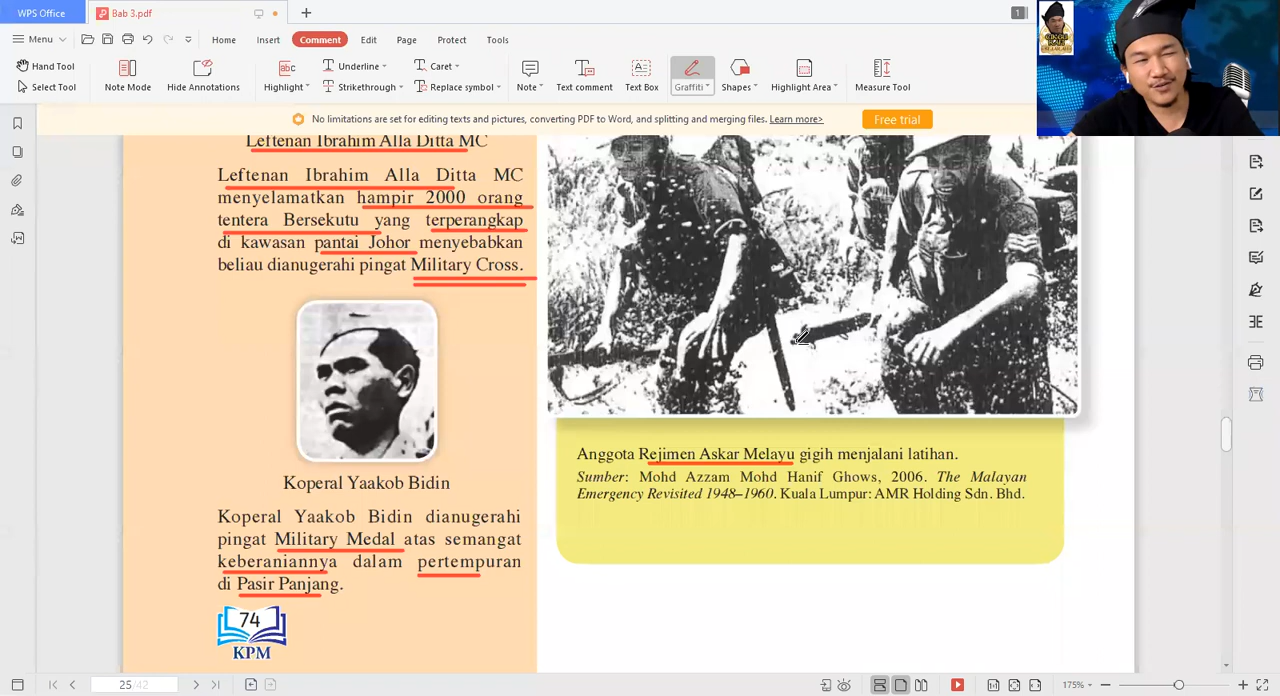 WPS Office
Bab 3.pdf
1
Menu
Home
Insert
Comment
Edit
Page
Protect
Tools
Hand Tool
Select Tool
Note Mode
Hide Annotations
Highlight
Underline
Strikethrough
Caret
Replace symbol
Note
Text comment
Text Box
Graffiti
Shapes
Highlight Area
Measure Tool
No limitations are set for editing texts and pictures, converting PDF to Word, and splitting and merging files. Learn more>
Free trial
Leftenan Ibrahim Alla Ditta MC
Leftenan Ibrahim Alla Ditta MC
menyelamatkan hampir 2000 orang
tentera Bersekutu yang terperangkap
di kawasan pantai Johor menyebabkan
beliau dianugerahi pingat Military Cross.
Koperal Yaakob Bidin
Koperal Yaakob Bidin dianugerahi
pingat Military Medal atas semangat
keberaniannya dalam pertempuran
di Pasir Panjang.
74
KPM
Anggota Rejimen Askar Melayu gigih menjalani latihan.
Sumber: Mohd Azzam Mohd Hanif Ghows, 2006. The Malayan
Emergency Revisited 1948–1960. Kuala Lumpur: AMR Holding Sdn. Bhd.
25/42
175%